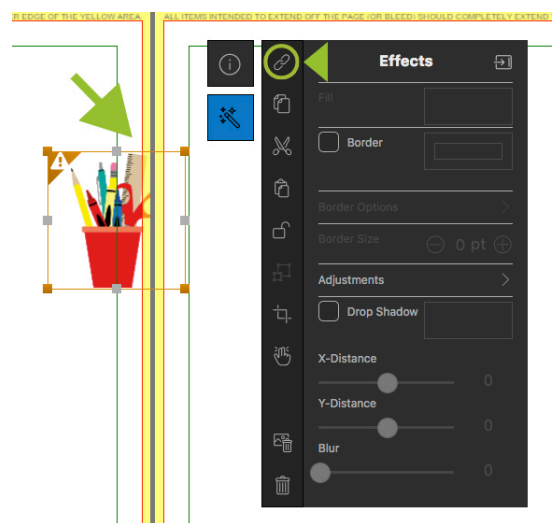 R EDGE OF THE YELLOW AREA.
ALL ITEMS INTENDED TO EXTEND OFF THE PAGE (OR BLEED) SHOULD COMPLETELY EXTEND
Effects
Fill
Border
Border Options
Border Size
0 pt
Adjustments
Drop Shadow
X-Distance
0
Y-Distance
0
Blur
0